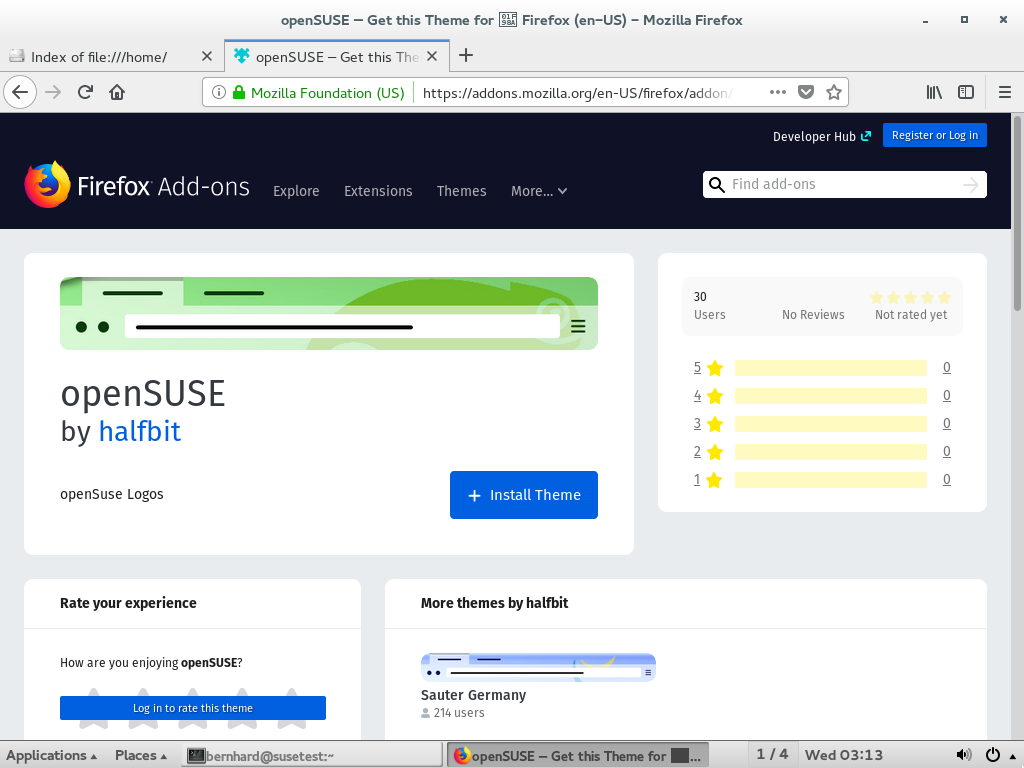 openSUSE — Get this Theme for 01F98A Firefox (en-US) - Mozilla Firefox
Index of file:///home/
openSUSE — Get this The
Mozilla Foundation (US)
https://addons.mozilla.org/en-US/firefox/addon/
Developer Hub
Register or Log in
Firefox Add-ons
Explore
Extensions
Themes
More...
Find add-ons
openSUSE
by halfbit
openSuse Logos
Install Theme
30
Users
No Reviews
Not rated yet
5 0
4 0
3 0
2 0
1 0
Rate your experience
How are you enjoying openSUSE?
Log in to rate this theme
More themes by halfbit
Sauter Germany
214 users
Applications
Places
bernhard@susetest:~
openSUSE — Get this Theme for ...
1 / 4
Wed 03:13